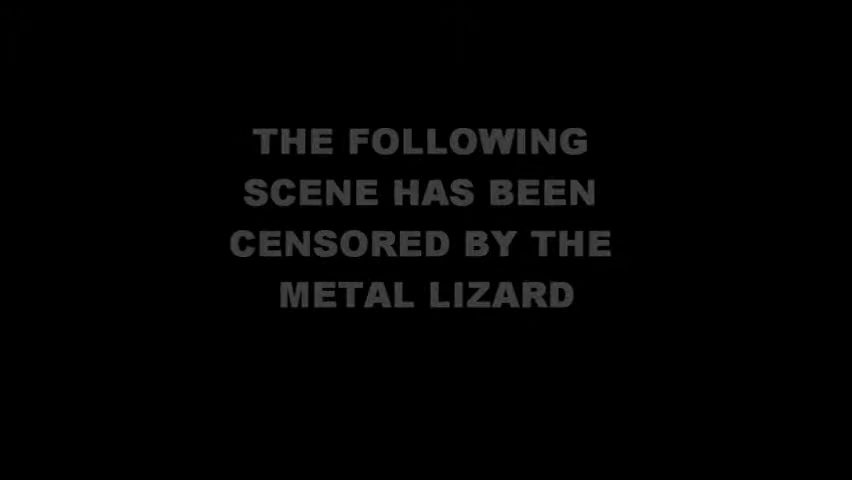 THE FOLLOWING
SCENE HAS BEEN
CENSORED BY THE
METAL LIZARD